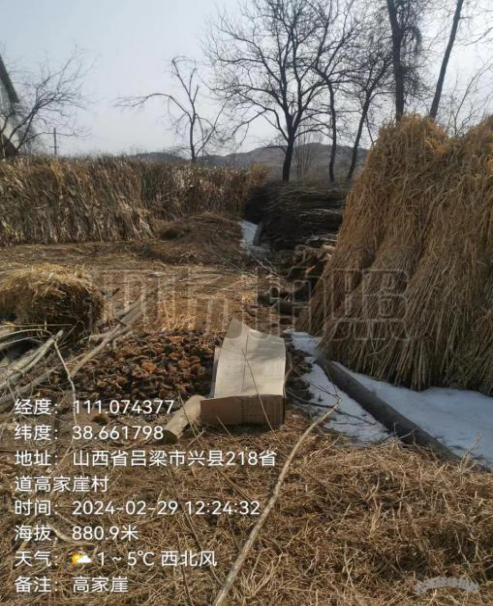 经度：111.074377
纬度：38.661798
地址：山西省吕梁市兴县218省
道高家崖村
时间：2024-02-29 12:24:32
海拔：880.9米
天气：⛅1~5℃ 西北风
备注：高家崖